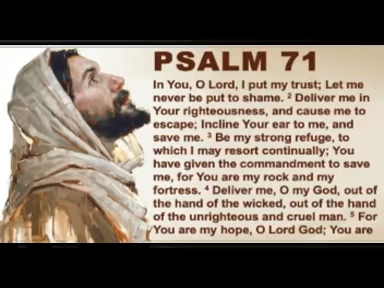 PSALM 71
In You, O Lord, I put my trust; Let me
never be put to shame. ² Deliver me in
Your righteousness, and cause me to
escape; Incline Your ear to me, and
save me. ³ Be my strong refuge, to
which I may resort continually; You
have given the commandment to save
me, for You are my rock and my
fortress. ⁴ Deliver me, O my God, out of
the hand of the wicked, out of the hand
of the unrighteous and cruel man. ⁵ For
You are my hope, O Lord God; You are